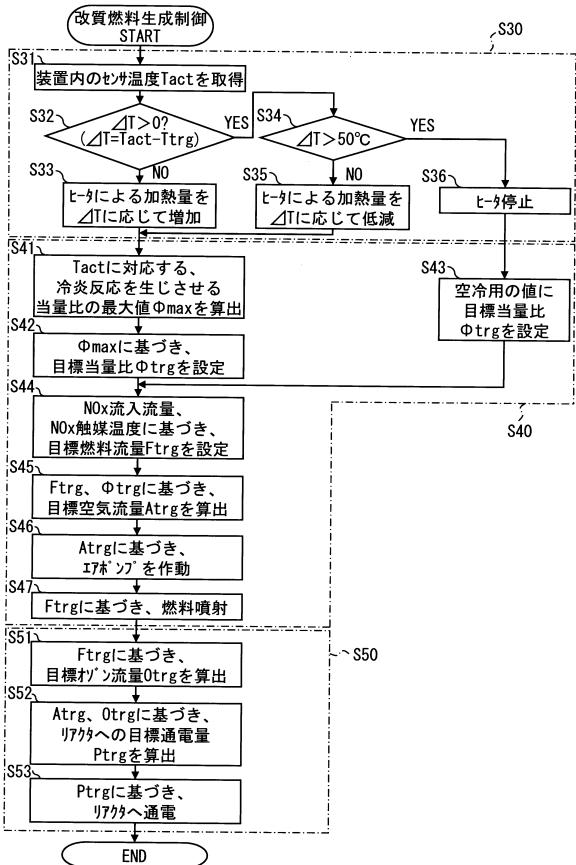 改質燃料生成制御
START
S30
S31
装置内のセンサ温度Tactを取得
S32
⊿T>0?
(⊿T=Tact-Ttrg)
YES
NO
S34
⊿T>50℃
YES
NO
S33
ヒータによる加熱量を
⊿Tに応じて増加
S35
ヒータによる加熱量を
⊿Tに応じて低減
S36
ヒータ停止
S41
Tactに対応する、
冷炎反応を生じさせる
当量比の最大値Φmaxを算出
S43
空冷用の値に
目標当量比
Φtrgを設定
S42
Φmaxに基づき、
目標当量比Φtrgを設定
S44
NOx流入流量、
NOx触媒温度に基づき、
目標燃料流量Ftrgを設定
S40
S45
Ftrg、Φtrgに基づき、
目標空気流量Atrgを算出
S46
Atrgに基づき、
エアポンプを作動
S47
Ftrgに基づき、燃料噴射
S51
Ftrgに基づき、
目標オゾン流量Otrgを算出
S50
S52
Atrg、Otrgに基づき、
リアクタへの目標通電量
Ptrgを算出
S53
Ptrgに基づき、
リアクタへ通電
END